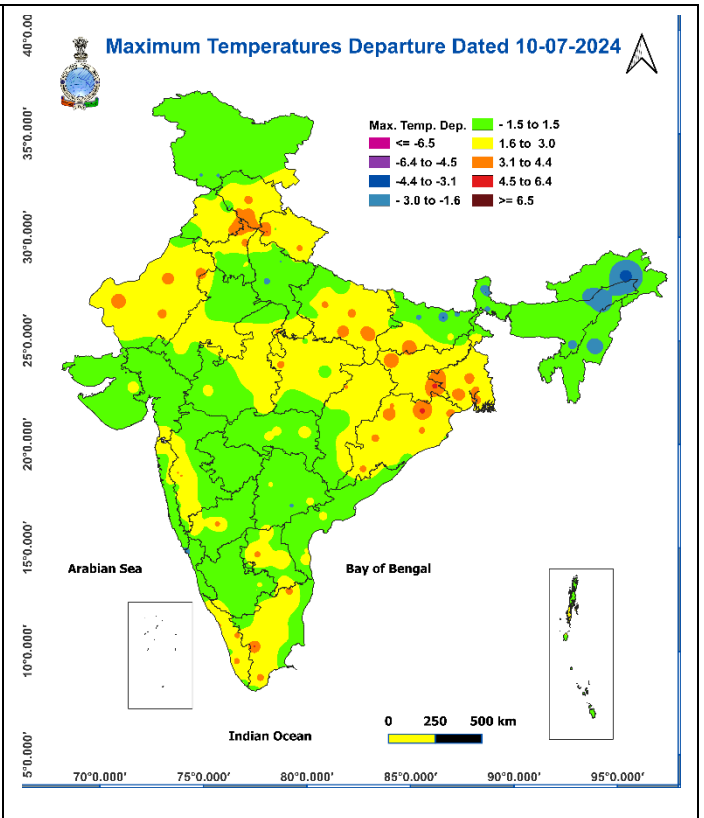 Maximum Temperatures Departure Dated 10-07-2024
Max. Temp. Dep.
<= -6.5
-6.4 to -4.5
-4.4 to -3.1
- 3.0 to -1.6
- 1.5 to 1.5
1.6 to 3.0
3.1 to 4.4
4.5 to 6.4
>= 6.5
40°0.00
35°0.000'
30°0.000'
25°0.000'
20°0.000'
15°0.000'
10°0.000'
5°0.000'
Arabian Sea
Bay of Bengal
Indian Ocean
0 250 500 km
70°0.000' 75°0.000' 80°0.000' 85°0.000' 90°0.000' 95°0.000'